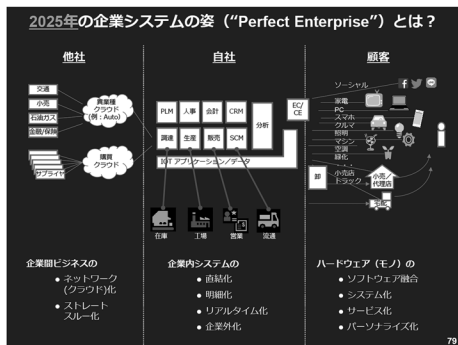 2025年の企業システムの姿(“Perfect Enterprise”)とは？
他社
自社
顧客
交通
小売
石油ガス
金融/保険
異業種
クラウド
(例：Auto)
購買
クラウド
サプライヤ
PLM
人事
会計
CRM
調達
生産
販売
SCM
分析
IOT アプリケーション／データ
EC/
CE
在庫
工場
営業
流通
ソーシャル
家電
PC
スマホ
クルマ
照明
マシン
空調
緑化
・・・
小売店
トラック
卸
小売／
代理店
宅配
企業間ビジネスの
● ネットワーク
(クラウド)化
● ストレート
スルー化
企業内システムの
● 直結化
● 明細化
● リアルタイム化
● 企業外化
ハードウェア(モノ)の
● ソフトウェア融合
● システム化
● サービス化
● パーソナライズ化
79